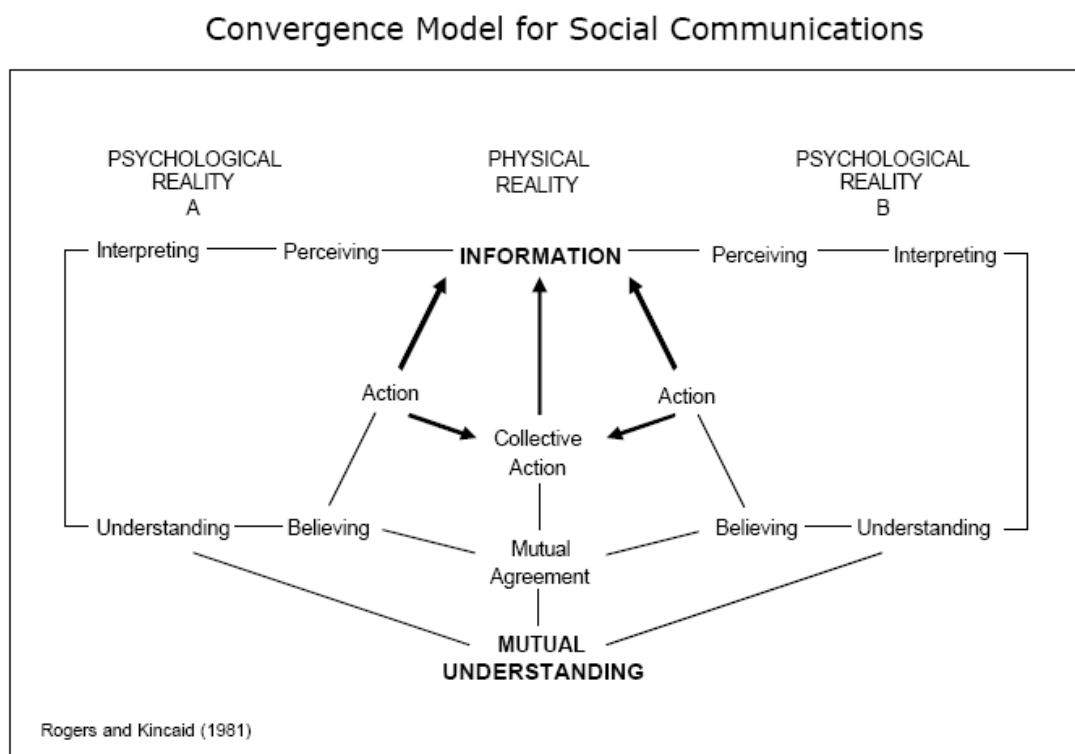 Convergence Model for Social Communications
PSYCHOLOGICAL
REALITY
A
PHYSICAL
REALITY
PSYCHOLOGICAL
REALITY
B
Interpreting
Perceiving
INFORMATION
Perceiving
Interpreting
Action
Action
Collective
Action
Understanding
Believing
Believing
Understanding
Mutual
Agreement
MUTUAL
UNDERSTANDING
Rogers and Kincaid (1981)